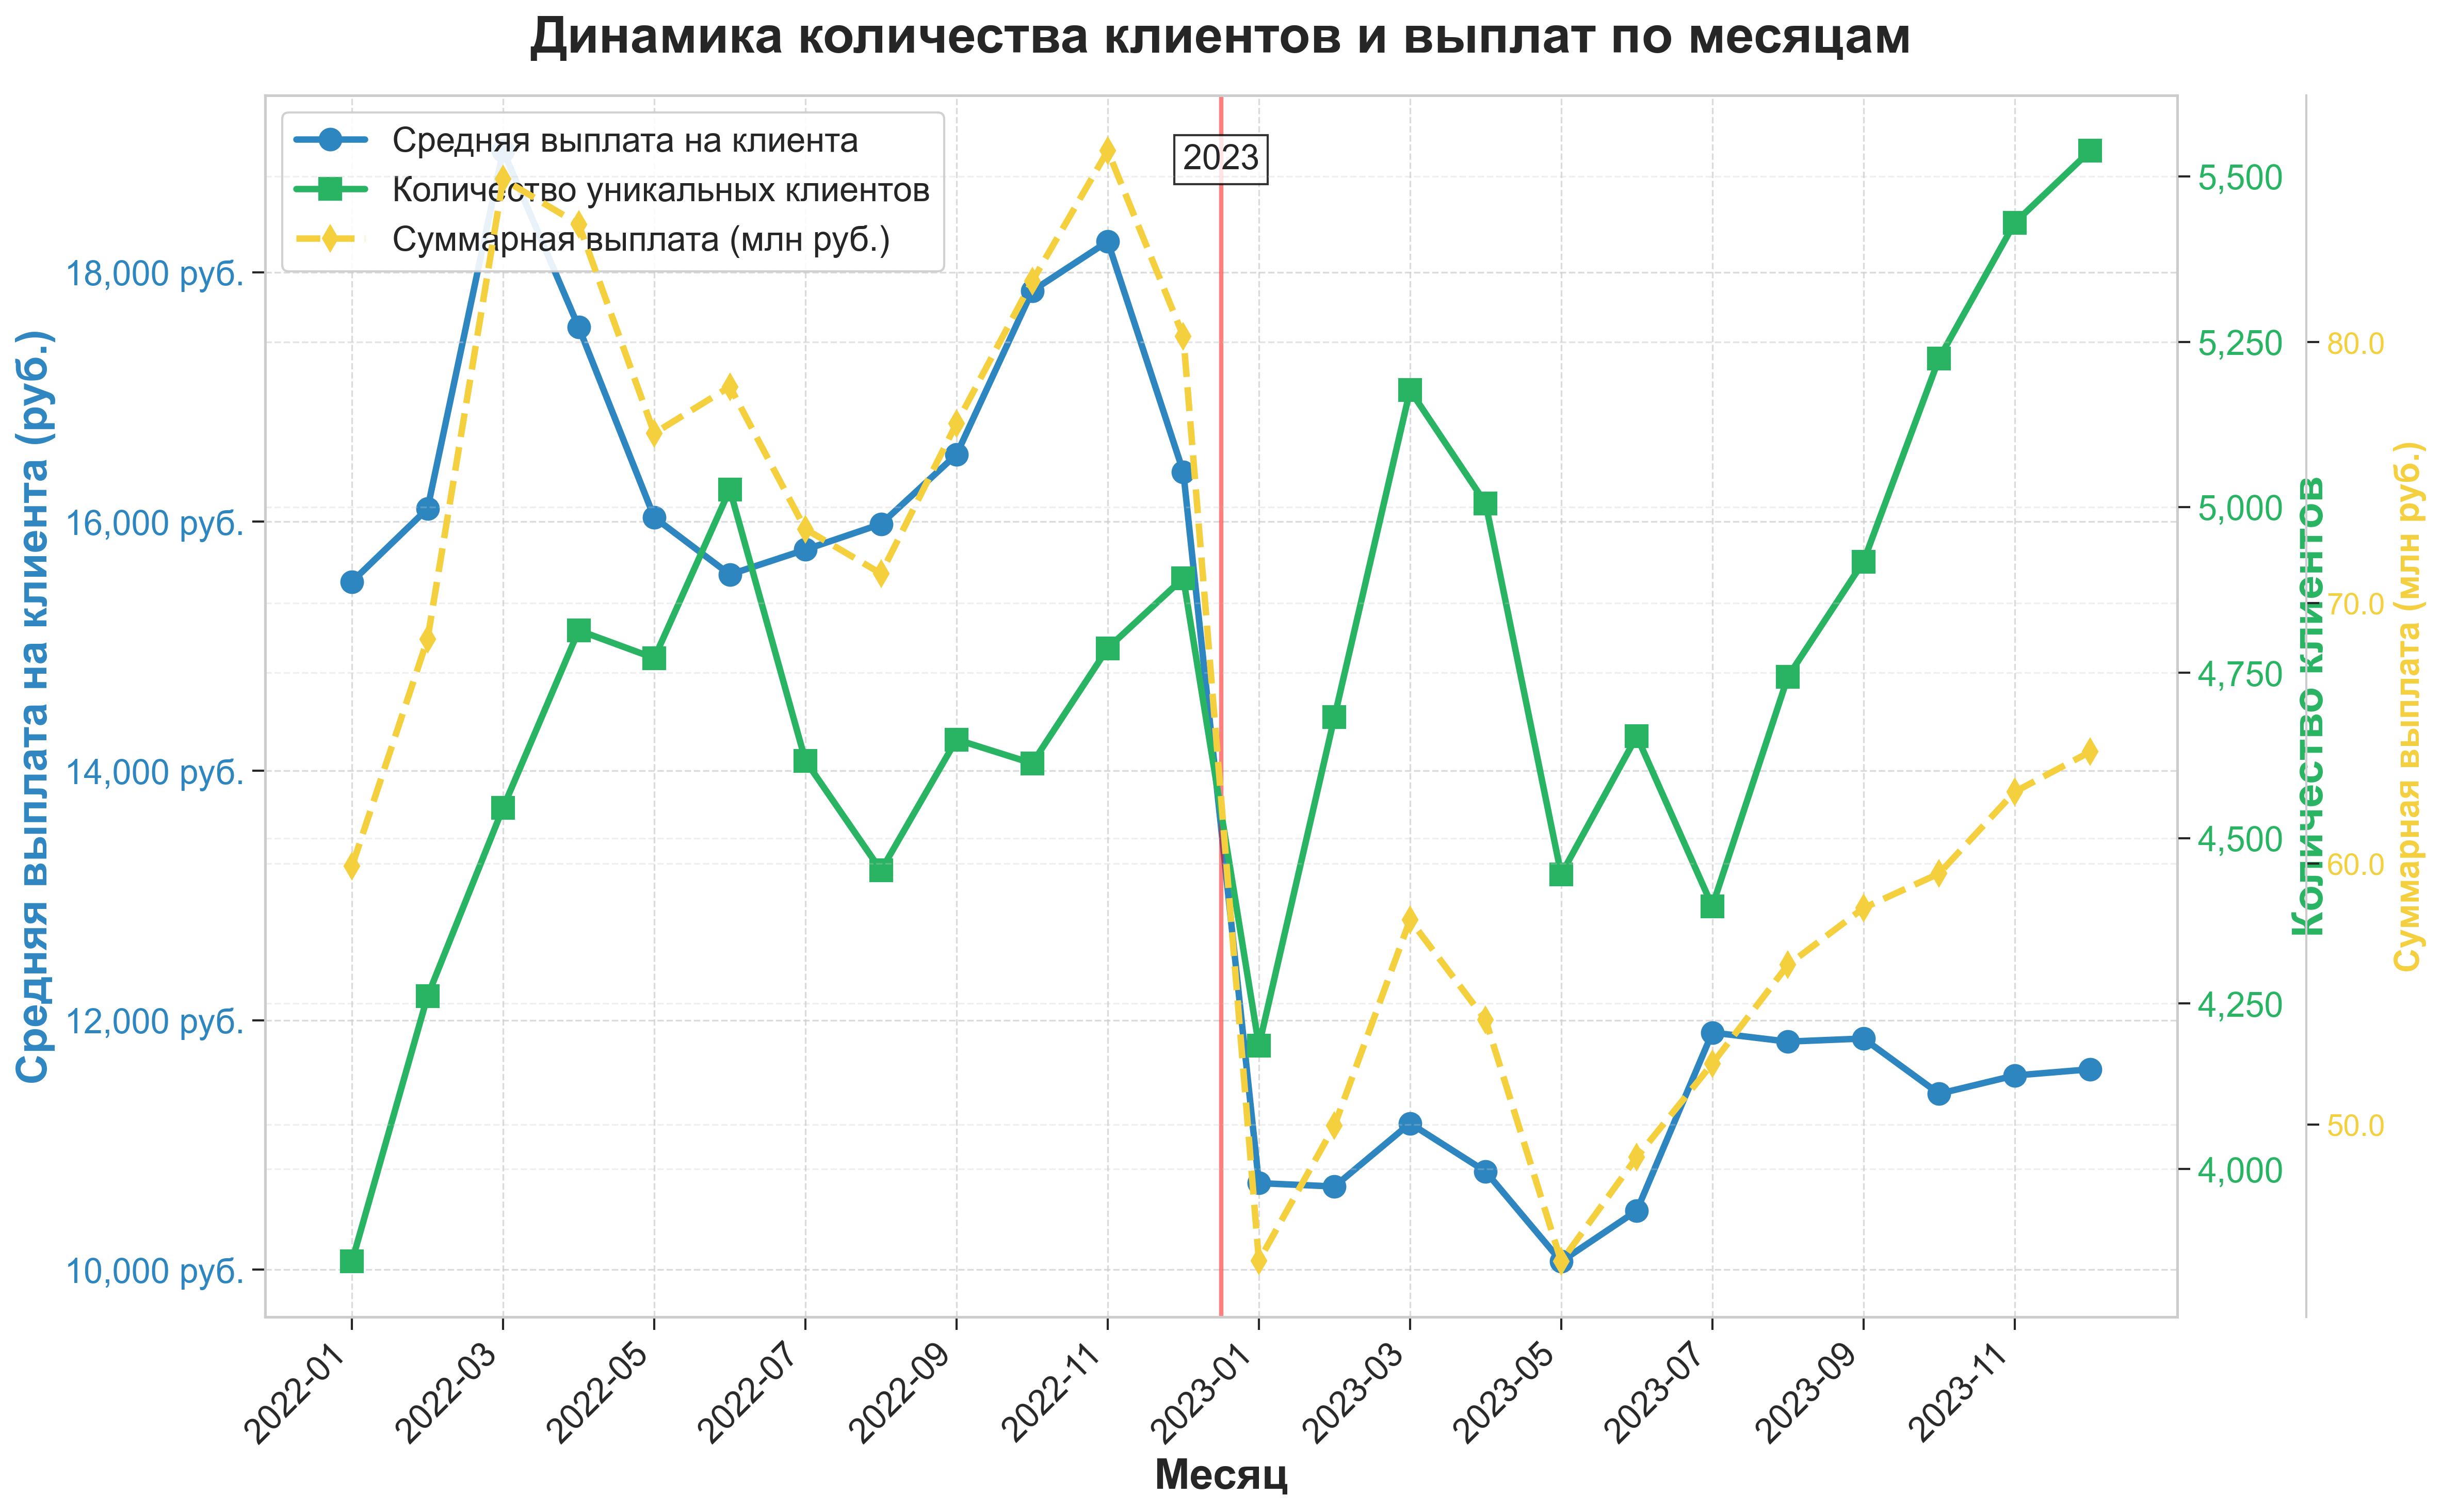 Динамика количества клиентов и выплат по месяцам
Средняя выплата на клиента
Количество уникальных клиентов
Суммарная выплата (млн руб.)
2023
Средняя выплата на клиента (руб.)
18,000 руб.
16,000 руб.
14,000 руб.
12,000 руб.
10,000 руб.
5,500
5,250
5,000
4,750
4,500
4,250
4,000
Количество клиентов
80.0
70.0
60.0
50.0
Суммарная выплата (млн руб.)
2022-01
2022-03
2022-05
2022-07
2022-09
2022-11
2023-01
2023-03
2023-05
2023-07
2023-09
2023-11
Месяц